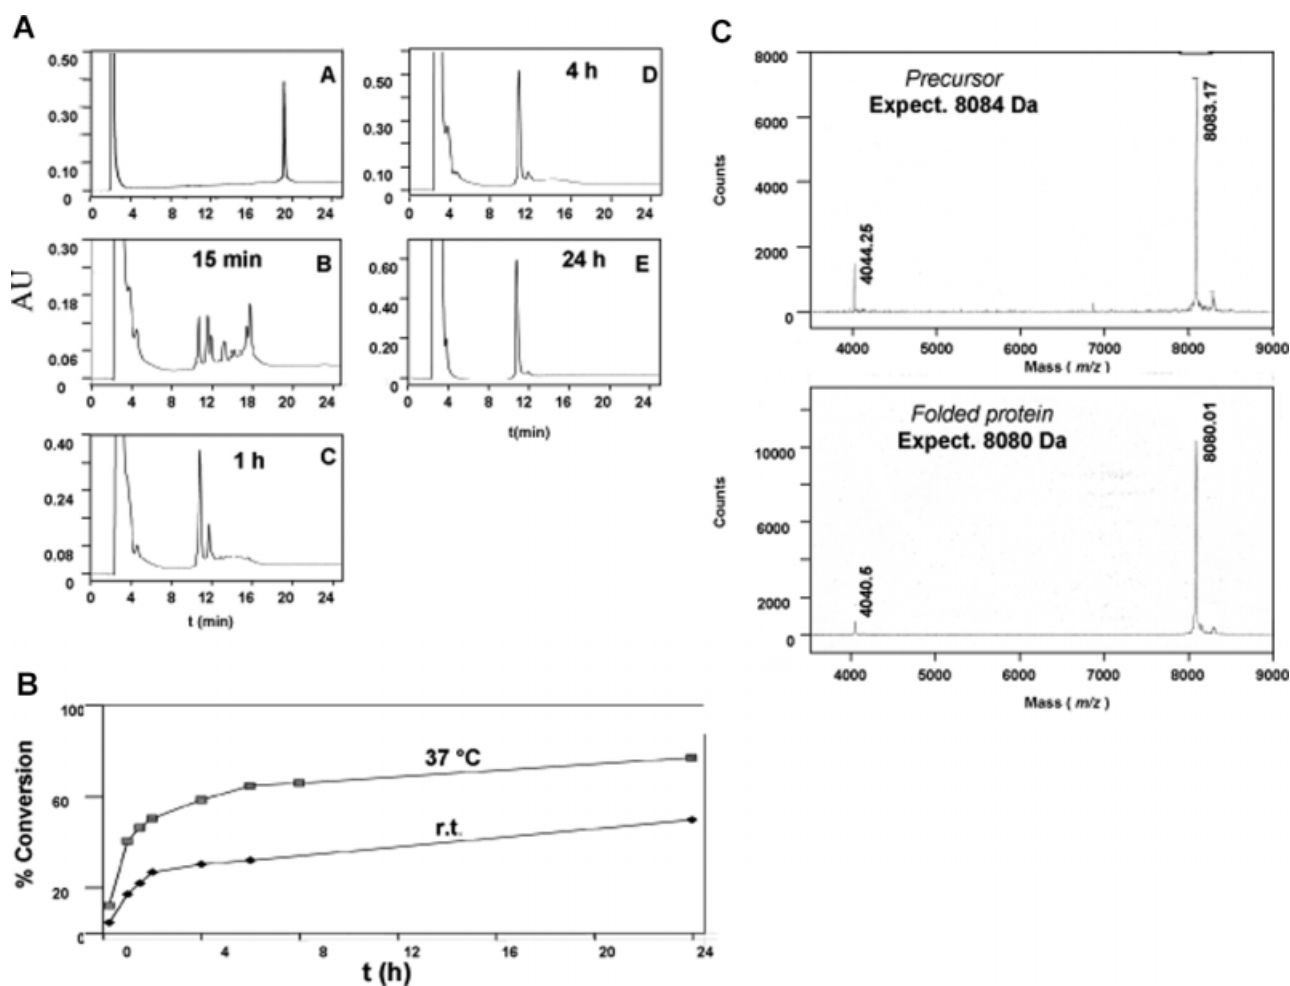 A
0.50
0.30
0.10
0
A
0 4 8 12 16 20 24
4 h
D
0.50
0.30
0.10
0
0 4 8 12 16 20 24
AU
0.30
0.18
0.06
0
15 min
B
0 4 8 12 16 20 24
24 h
E
0.60
0.20
0
0 4 8 12 16 20 24
t(min)
0.40
0.24
0.08
0
1 h
C
0 4 8 12 16 20 24
t (min)
B
% Conversion
100
60
20
0
37 °C
r.t.
0 4 8 12 16 20 24
t (h)
C
Counts
8000
6000
4000
2000
0
Precursor
Expect. 8084 Da
4044.25
8083.17
4000 5000 6000 7000 8000 9000
Mass ( m/z )
Counts
10000
6000
2000
0
Folded protein
Expect. 8080 Da
4040.5
8080.01
4000 5000 6000 7000 8000 9000
Mass ( m/z )